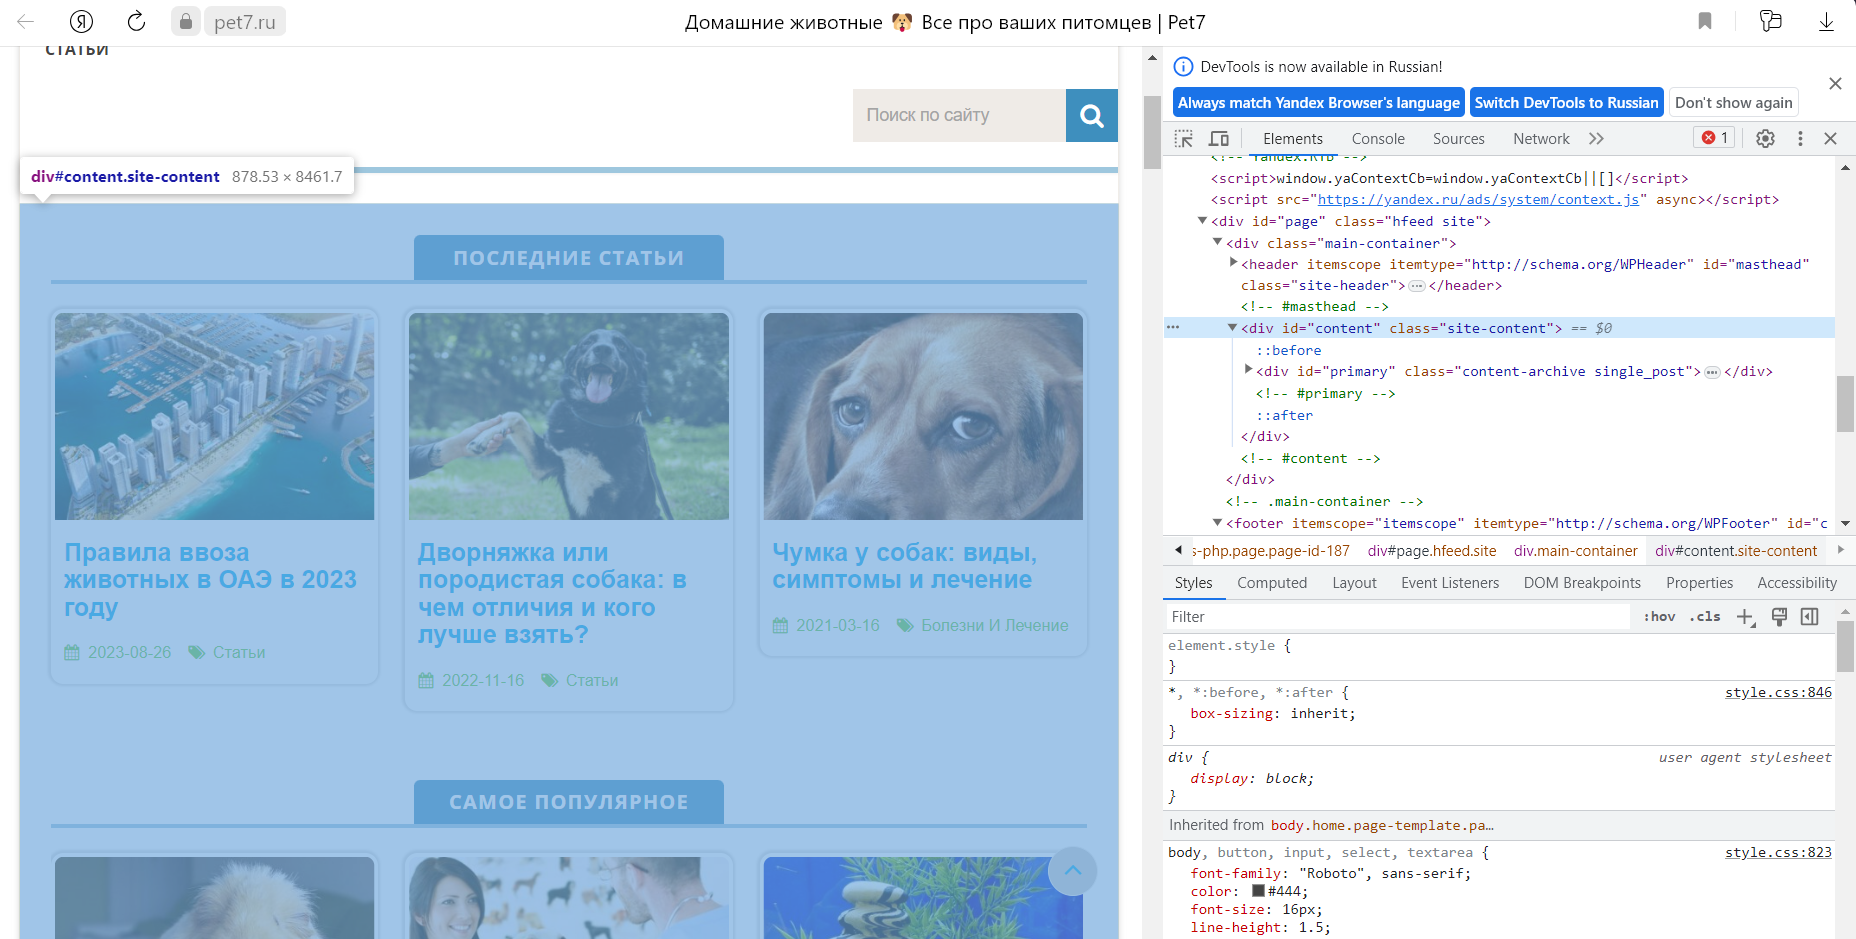 pet7.ru
Домашние животные 🐶 Все про ваших питомцев | Pet7
СТАТЬИ
Поиск по сайту
div#content.site-content 878.53 × 8461.7
ПОСЛЕДНИЕ СТАТЬИ
Правила ввоза
животных в ОАЭ в 2023
году
2023-08-26 Статьи
Дворняжка или
породистая собака: в
чем отличия и кого
лучше взять?
2022-11-16 Статьи
Чумка у собак: виды,
симптомы и лечение
2021-03-16 Болезни И Лечение
САМОЕ ПОПУЛЯРНОЕ
DevTools is now available in Russian!
Always match Yandex Browser's language Switch DevTools to Russian Don't show again
Elements Console Sources Network 1
<!-- Yandex.RTB -->
<script>window.yaContextCb=window.yaContextCb||[]</script>
<script src="https://yandex.ru/ads/system/context.js" async></script>
<div id="page" class="hfeed site">
<div class="main-container">
<header itemscope itemtype="http://schema.org/WPHeader" id="masthead"
class="site-header">…</header>
<!-- #masthead -->
<div id="content" class="site-content"> == $0
::before
<div id="primary" class="content-archive single_post">…</div>
<!-- #primary -->
::after
</div>
<!-- #content -->
</div>
<!-- .main-container -->
<footer itemscope="itemscope" itemtype="http://schema.org/WPFooter" id="c
s-php.page.page-id-187 div#page.hfeed.site div.main-container div#content.site-content
Styles Computed Layout Event Listeners DOM Breakpoints Properties Accessibility
Filter :hov .cls
element.style {
}
*, *:before, *:after { style.css:846
box-sizing: inherit;
}
div { user agent stylesheet
display: block;
}
Inherited from body.home.page-template.pa…
body, button, input, select, textarea { style.css:823
font-family: "Roboto", sans-serif;
color: #444;
font-size: 16px;
line-height: 1.5;